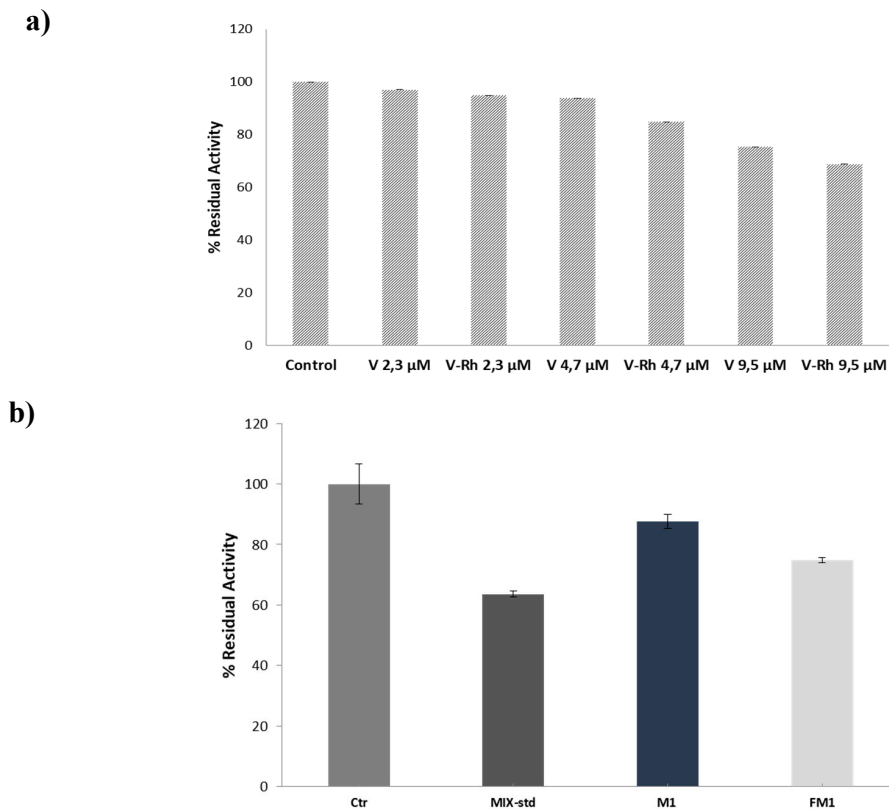 a)
120
100
80
60
40
20
0
% Residual Activity
Control V 2,3 μM V-Rh 2,3 μM V 4,7 μM V-Rh 4,7 μM V 9,5 μM V-Rh 9,5 μM
b)
120
100
80
60
40
20
0
% Residual Activity
Ctr MIX-std M1 FM1